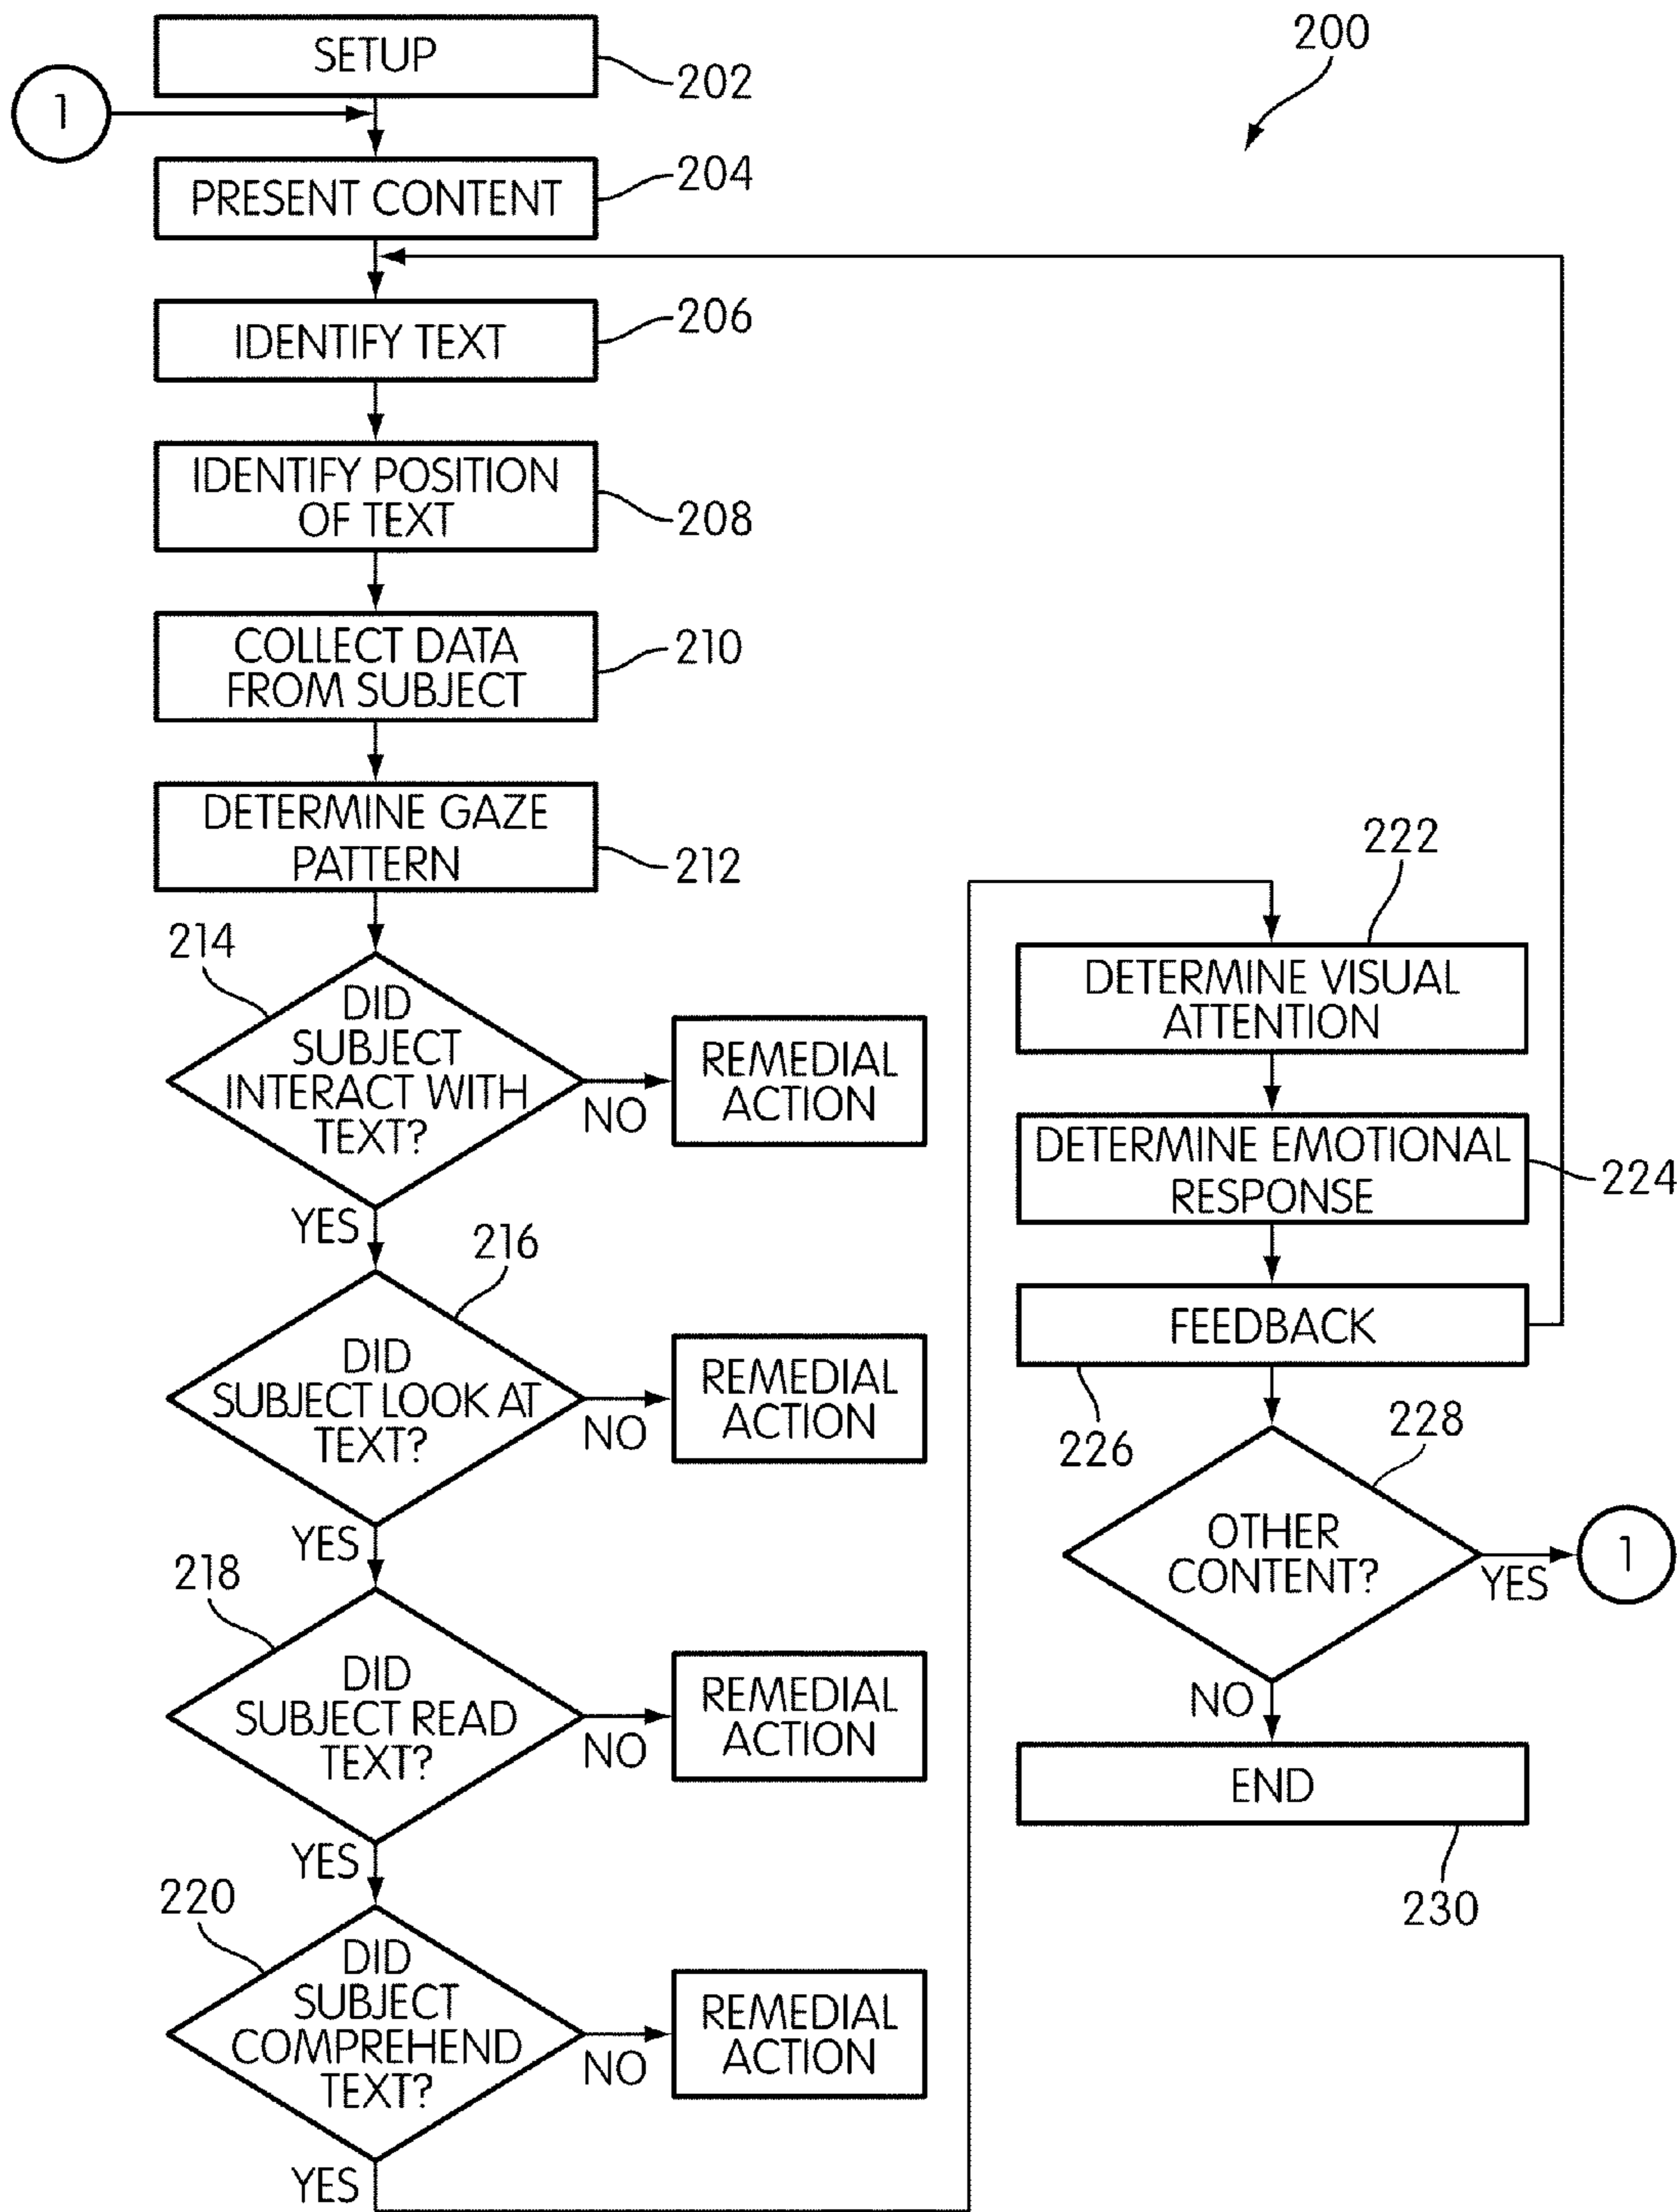 SETUP
202
200
1
PRESENT CONTENT
204
IDENTIFY TEXT
206
IDENTIFY POSITION
OF TEXT
208
COLLECT DATA
FROM SUBJECT
210
DETERMINE GAZE
PATTERN
212
214
DID
SUBJECT
INTERACT WITH
TEXT?
NO
REMEDIAL
ACTION
YES
216
DID
SUBJECT LOOK AT
TEXT?
NO
REMEDIAL
ACTION
YES
218
DID
SUBJECT READ
TEXT?
NO
REMEDIAL
ACTION
YES
220
DID
SUBJECT
COMPREHEND
TEXT?
NO
REMEDIAL
ACTION
YES
222
DETERMINE VISUAL
ATTENTION
DETERMINE EMOTIONAL
RESPONSE
224
FEEDBACK
226
228
OTHER
CONTENT?
YES
1
NO
END
230